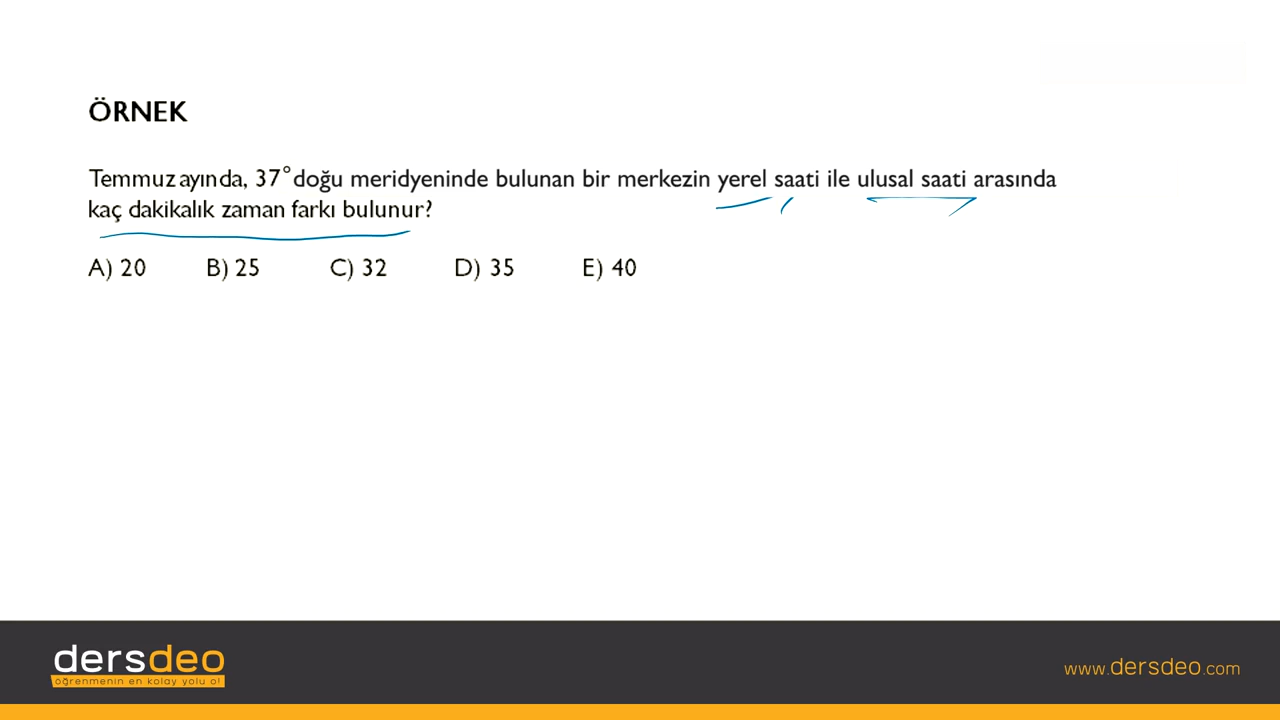 ÖRNEK
Temmuz ayında, 37° doğu meridyeninde bulunan bir merkezin yerel saati ile ulusal saati arasında
kaç dakikalık zaman farkı bulunur?
A) 20 B) 25 C) 32 D) 35 E) 40
dersdeo
öğrenmenin en kolay yolu o!
www.dersdeo.com